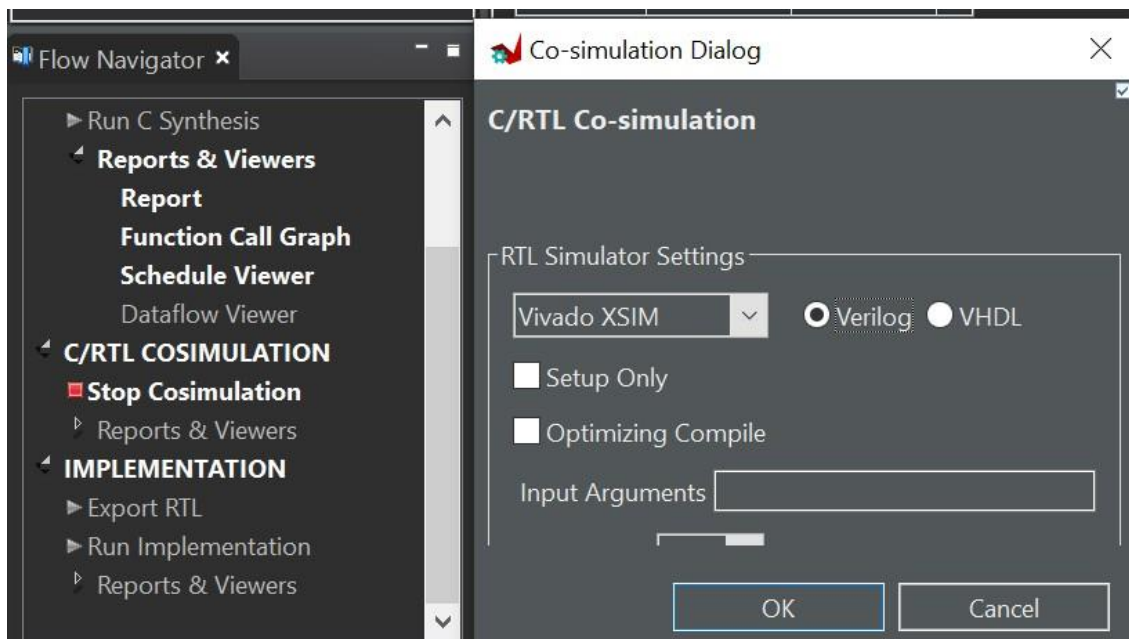 Flow Navigator
Run C Synthesis
Reports & Viewers
Report
Function Call Graph
Schedule Viewer
Dataflow Viewer
C/RTL COSIMULATION
Stop Cosimulation
Reports & Viewers
IMPLEMENTATION
Export RTL
Run Implementation
Reports & Viewers
Co-simulation Dialog
C/RTL Co-simulation
RTL Simulator Settings
Vivado XSIM Verilog VHDL
Setup Only
Optimizing Compile
Input Arguments
OK Cancel